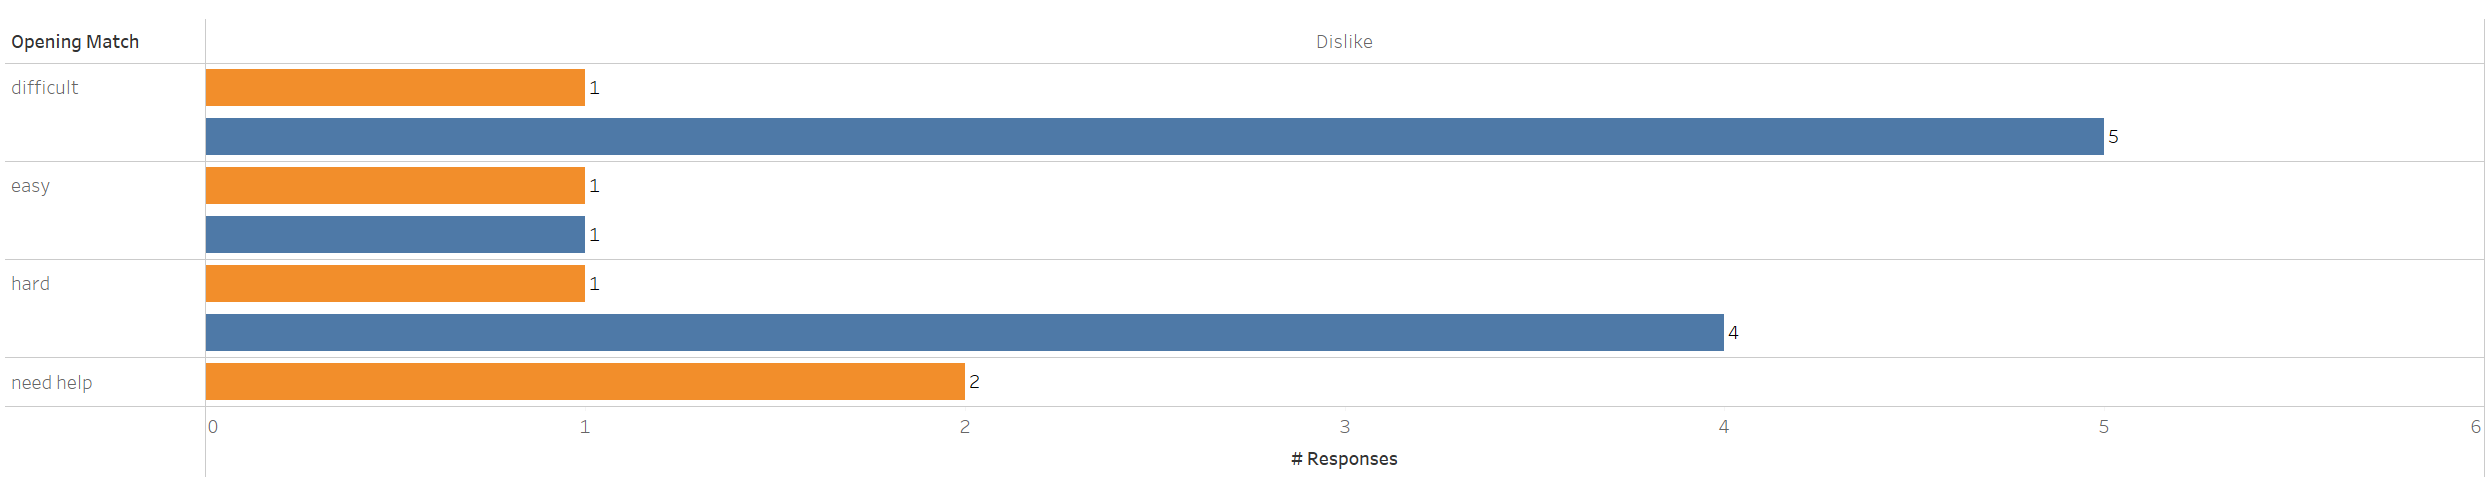 Opening Match
Dislike
difficult
1
5
easy
1
1
hard
1
4
need help
2
0 1 2 3 4 5 6
# Responses